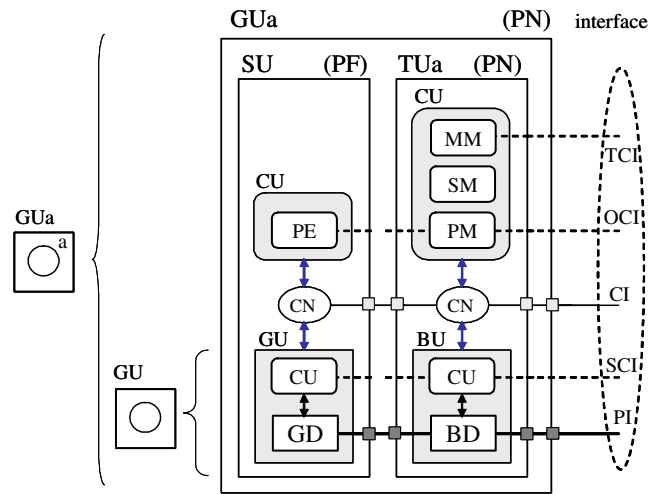 GUa (PN) interface
SU (PF) TUa (PN)
CU
MM
TCI
SM
CU
GUa
a
PE
PM
OCI
CN
CN
CI
GU
BU
GU
CU
CU
SCI
GD
BD
PI